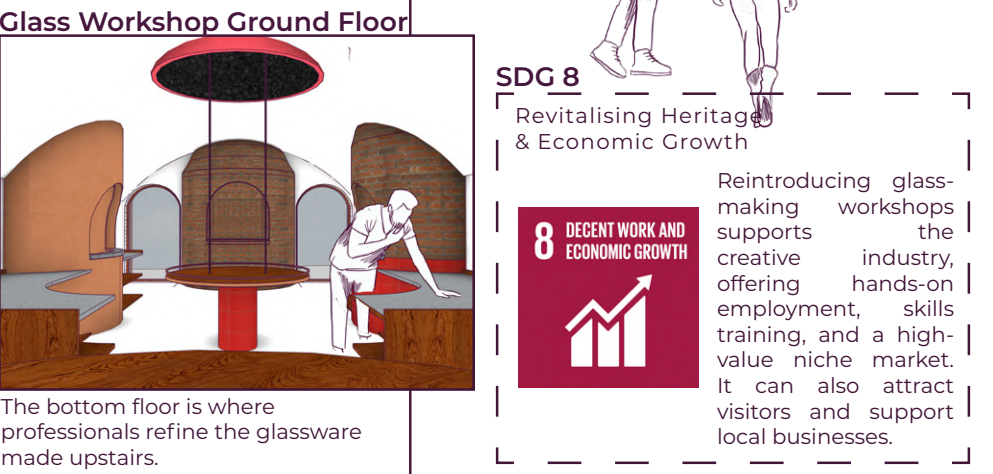 Glass Workshop Ground Floor
The bottom floor is where
professionals refine the glassware
made upstairs.
SDG 8
Revitalising Heritage
& Economic Growth
8 DECENT WORK AND
ECONOMIC GROWTH
Reintroducing glass-
making workshops
supports the
creative industry,
offering hands-on
employment, skills
training, and a high-
value niche market.
It can also attract
visitors and support
local businesses.